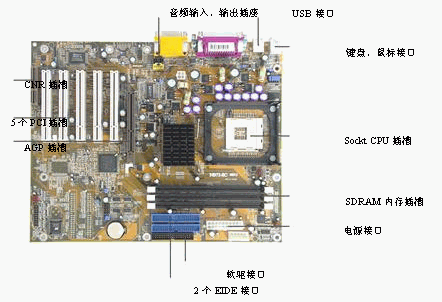 音频输入、输出插座
USB 接口
键盘、鼠标接口
CNR 插槽
5个 PCI 插槽
AGP 插槽
Sockt CPU 插槽
SDRAM 内存插槽
电源接口
软驱接口
2 个 EIDE 接口